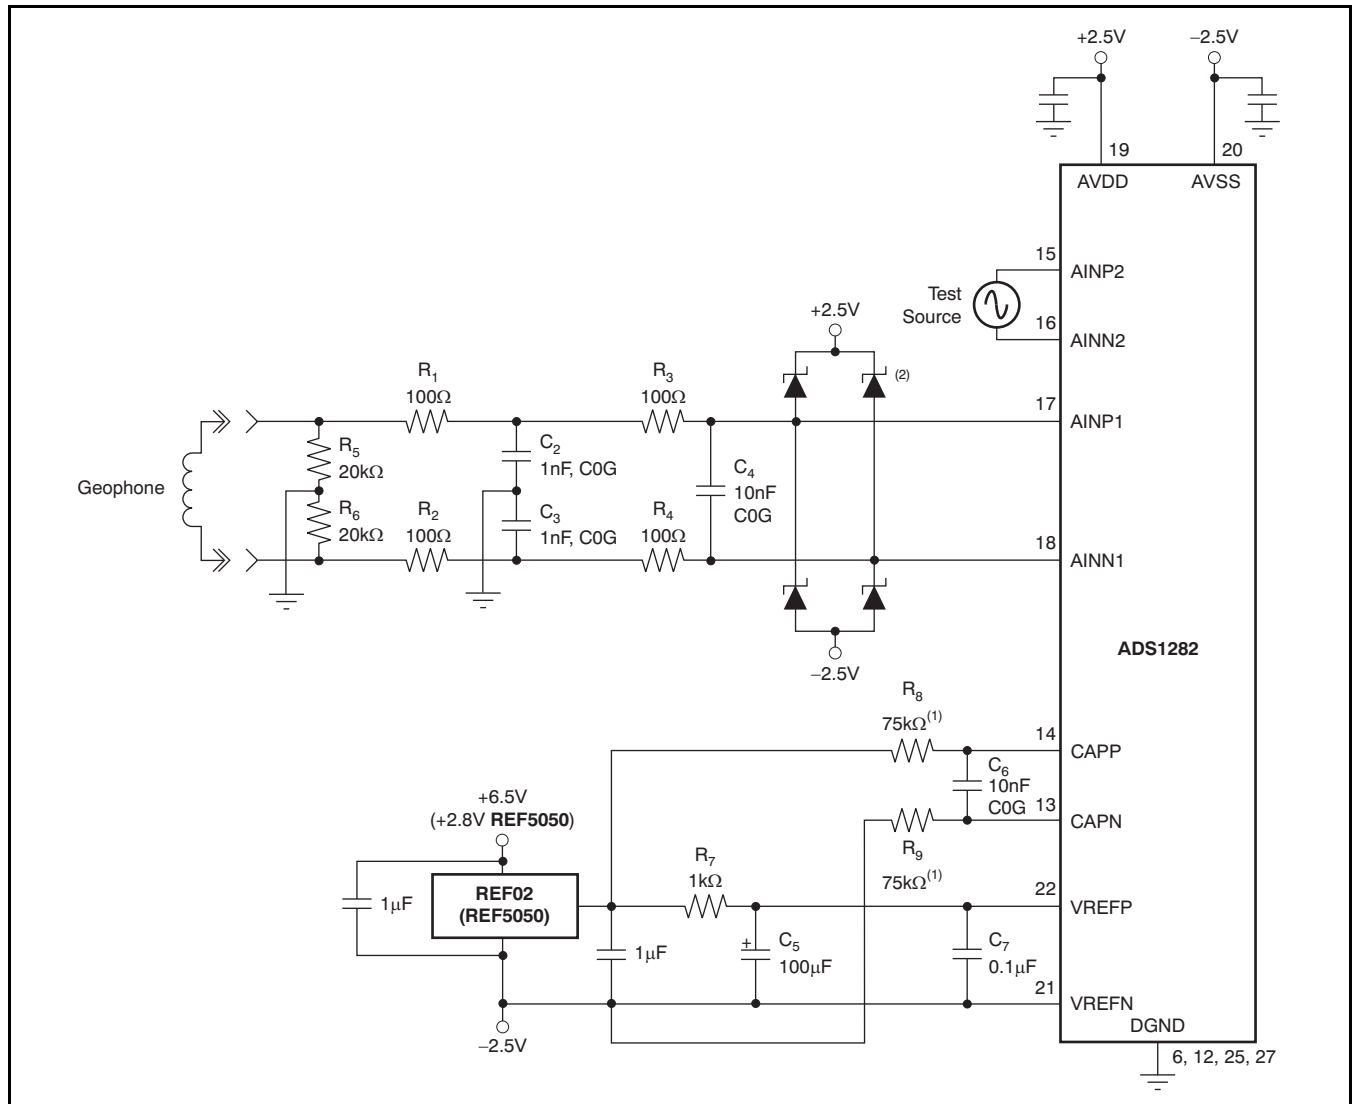 +2.5V
–2.5V
19
20
AVDD
AVSS
15
AINP2
Test
Source
16
AINN2
+2.5V
(2)
R1
100Ω
R3
100Ω
17
AINP1
R5
20kΩ
C2
1nF, C0G
C4
10nF
C0G
Geophone
R6
20kΩ
R2
100Ω
C3
1nF, C0G
R4
100Ω
18
AINN1
–2.5V
ADS1282
R8
75kΩ(1)
14
CAPP
C6
10nF
C0G
13
CAPN
R9
75kΩ(1)
+6.5V
(+2.8V REF5050)
1μF
REF02
(REF5050)
R7
1kΩ
22
VREFP
1μF
+
C5
100μF
C7
0.1μF
21
VREFN
–2.5V
DGND
6, 12, 25, 27